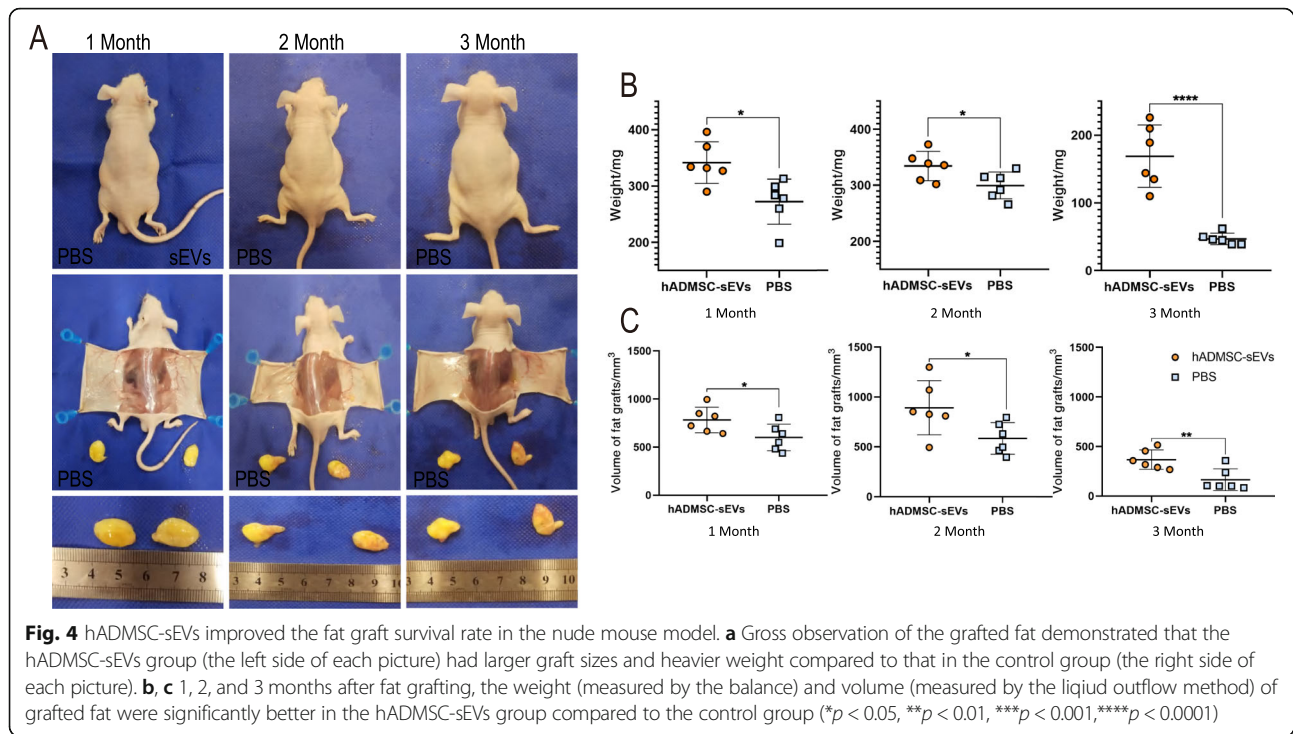 A
1 Month 2 Month 3 Month
PBS sEVs PBS PBS
PBS PBS PBS
3 4 5 6 7 8 3 4 5 6 7 8 9 3 4 5 6 7 8 9 10
B
Weight/mg
400
300
200
*
hADMSC-sEVs PBS
1 Month
Weight/mg
400
300
200
*
hADMSC-sEVs PBS
2 Month
Weight/mg
200
100
0
****
hADMSC-sEVs PBS
3 Month
C
Volume of fat grafts/mm³
1500
1000
500
0
*
hADMSC-sEVs PBS
1 Month
Volume of fat grafts/mm³
1500
1000
500
0
*
hADMSC-sEVs PBS
2 Month
Volume of fat grafts/mm³
1500
1000
500
0
hADMSC-sEVs
PBS
**
hADMSC-sEVs PBS
3 Month
Fig. 4 hADMSC-sEVs improved the fat graft survival rate in the nude mouse model. a Gross observation of the grafted fat demonstrated that the
hADMSC-sEVs group (the left side of each picture) had larger graft sizes and heavier weight compared to that in the control group (the right side of
each picture). b, c 1, 2, and 3 months after fat grafting, the weight (measured by the balance) and volume (measured by the liqiud outflow method) of
grafted fat were significantly better in the hADMSC-sEVs group compared to the control group (*p < 0.05, **p < 0.01, ***p < 0.001,****p < 0.0001)